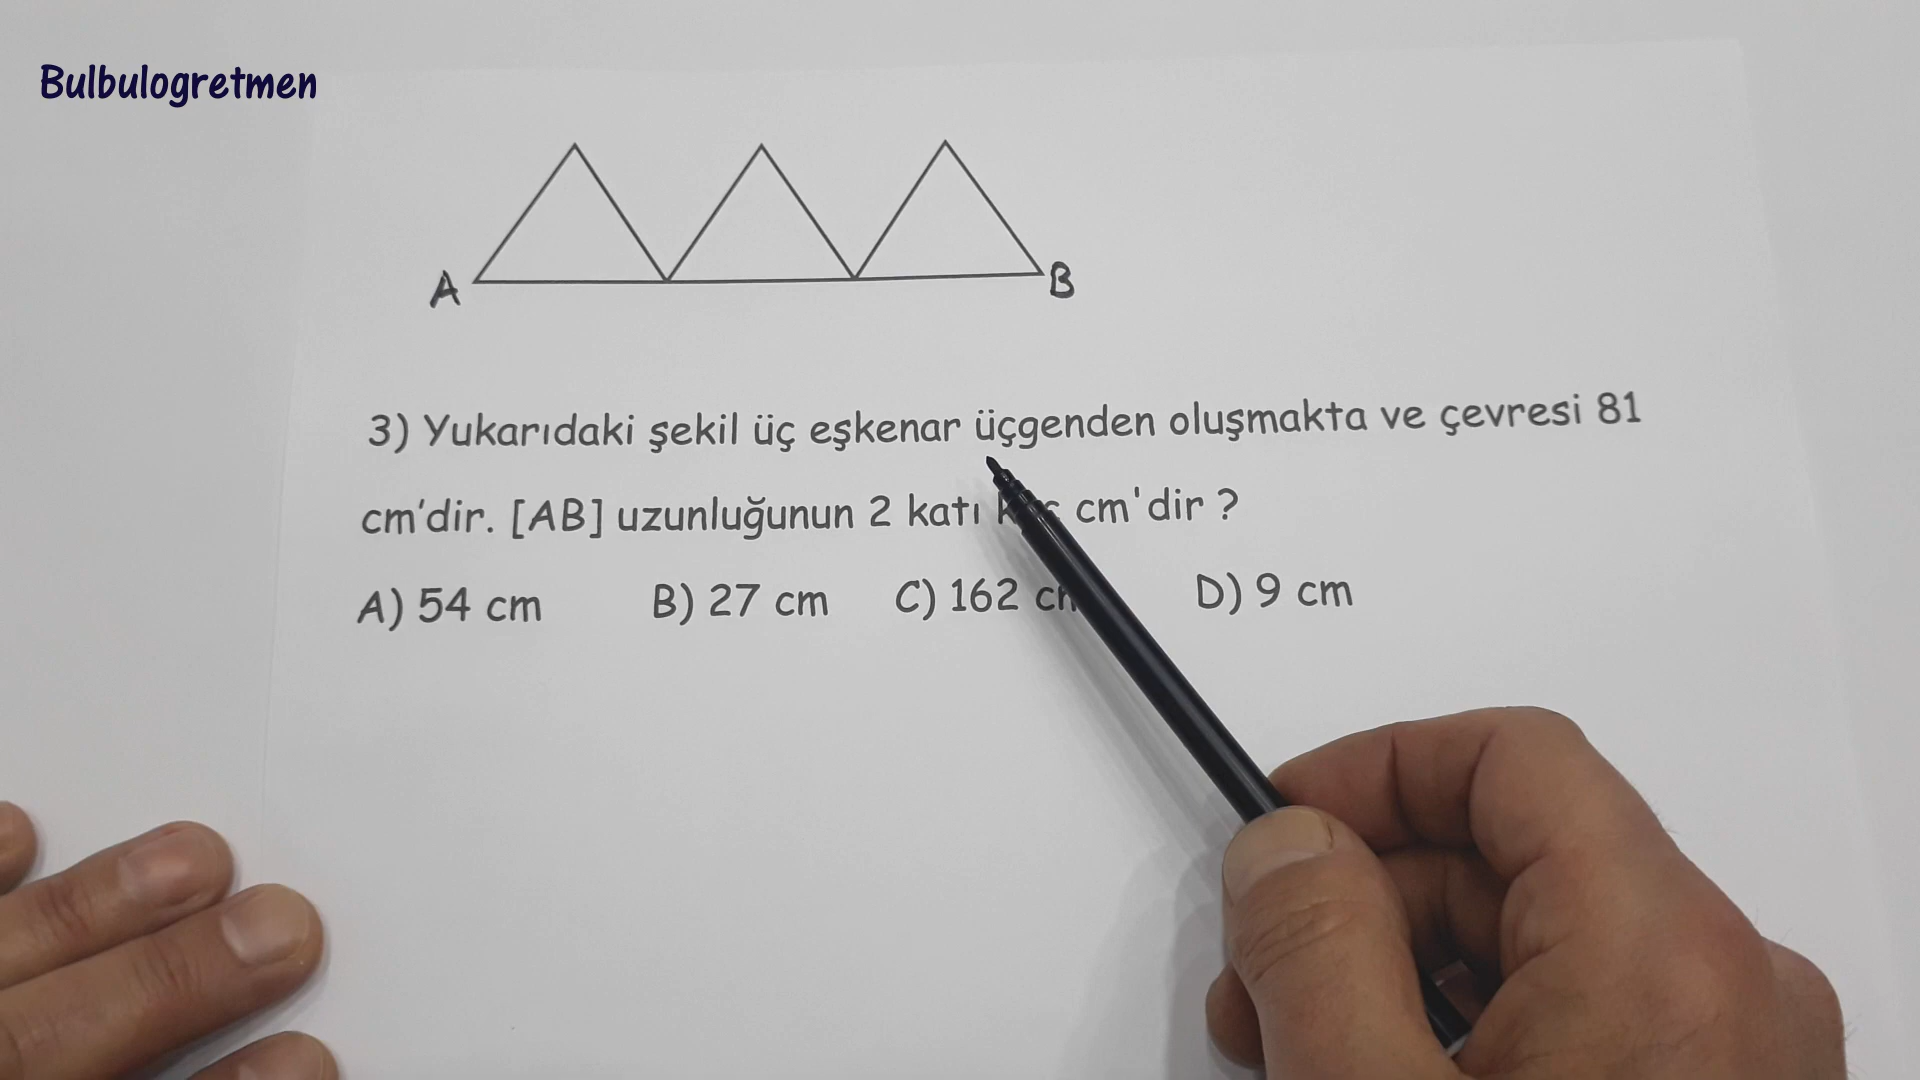 Bulbulogretmen
A
B
3) Yukarıdaki şekil üç eşkenar üçgenden oluşmakta ve çevresi 81
cm'dir. [AB] uzunluğunun 2 katı cm'dir ?
A) 54 cm B) 27 cm C) 162 cm D) 9 cm